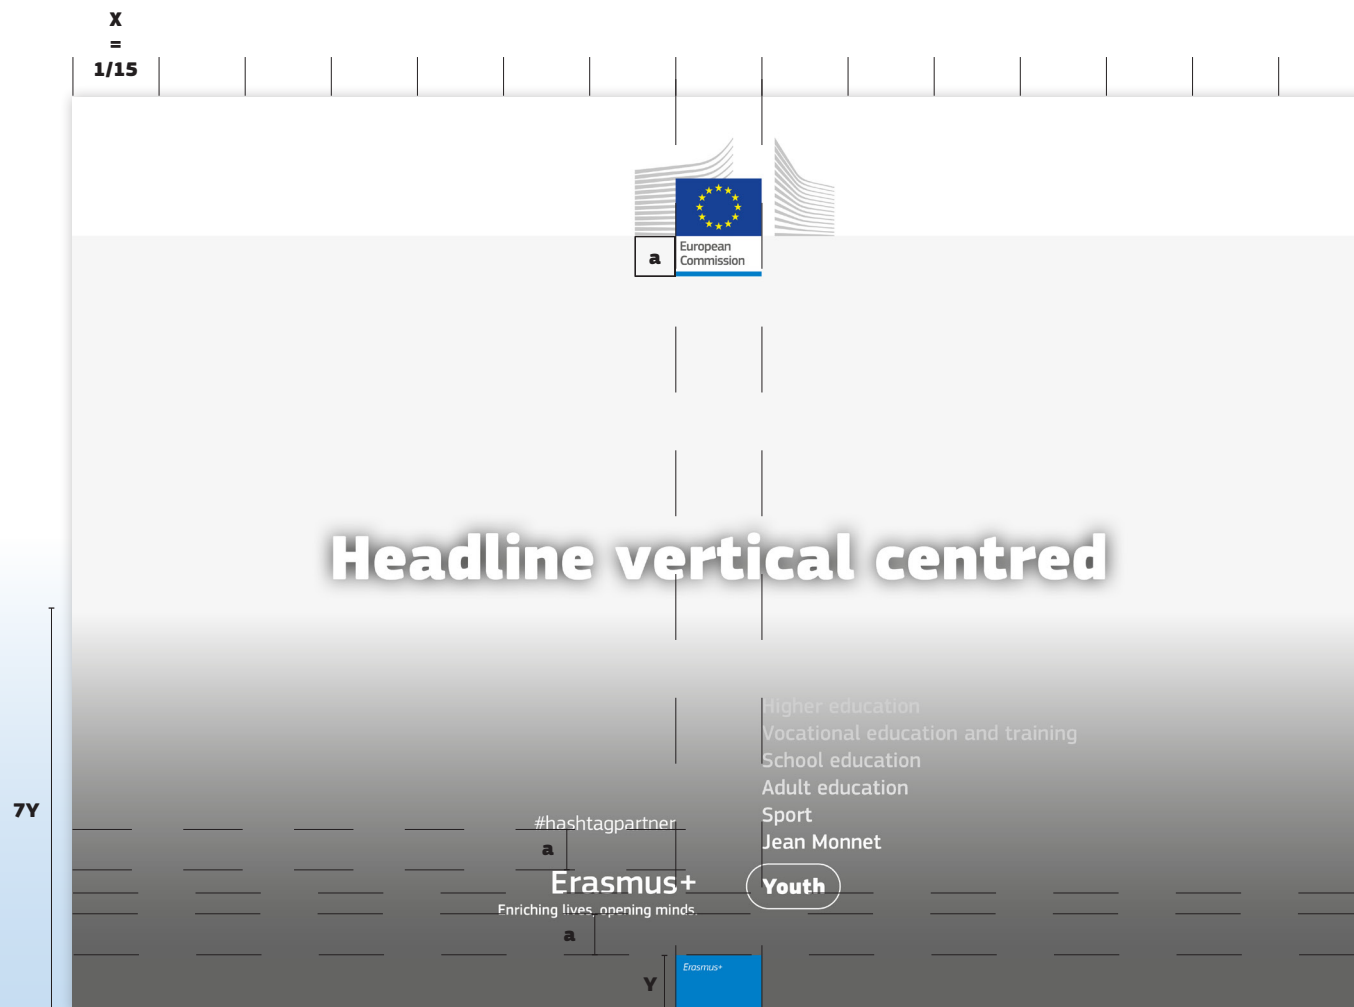 X
=
1/15
European
Commission
a
Headline vertical centred
Higher education
Vocational education and training
School education
Adult education
Sport
Jean Monnet
7Y
#hashtagpartner
a
Erasmus+
Youth
Enriching lives, opening minds.
a
Erasmus+
Y